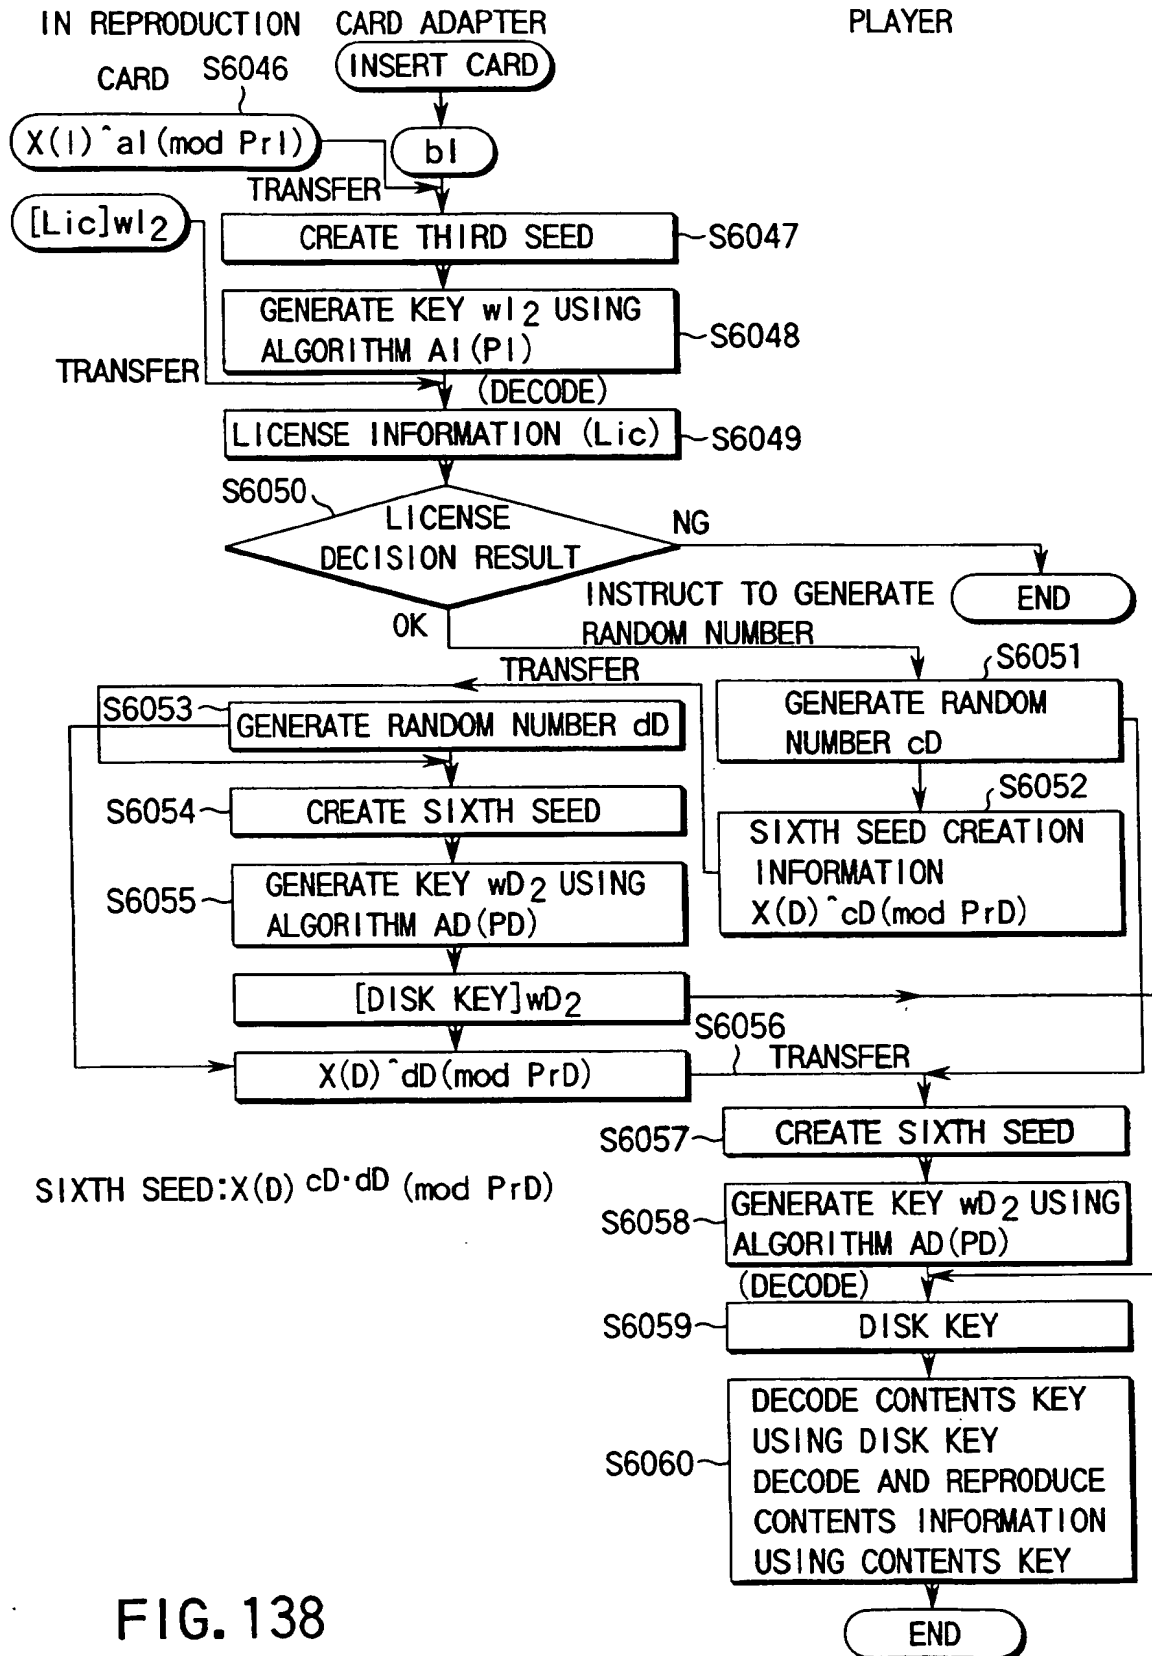 IN REPRODUCTION
CARD ADAPTER
PLAYER
CARD
S6046
INSERT CARD
X(I)^aI(mod PrI)
bI
TRANSFER
[Lic]wI2
CREATE THIRD SEED
S6047
GENERATE KEY wI2 USING
ALGORITHM AI(PI)
S6048
TRANSFER
(DECODE)
LICENSE INFORMATION (Lic)
S6049
S6050
LICENSE
DECISION RESULT
NG
END
OK
INSTRUCT TO GENERATE
RANDOM NUMBER
TRANSFER
S6051
GENERATE RANDOM
NUMBER cD
S6053
GENERATE RANDOM NUMBER dD
S6052
SIXTH SEED CREATION
INFORMATION
X(D)^cD(mod PrD)
S6054
CREATE SIXTH SEED
S6055
GENERATE KEY wD2 USING
ALGORITHM AD(PD)
[DISK KEY]wD2
S6056
X(D)^dD(mod PrD)
TRANSFER
S6057
CREATE SIXTH SEED
SIXTH SEED:X(D) cD·dD (mod PrD)
S6058
GENERATE KEY wD2 USING
ALGORITHM AD(PD)
(DECODE)
S6059
DISK KEY
S6060
DECODE CONTENTS KEY
USING DISK KEY
DECODE AND REPRODUCE
CONTENTS INFORMATION
USING CONTENTS KEY
END
FIG.138